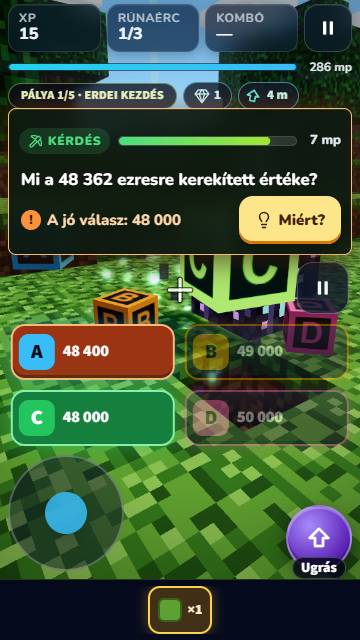 XP
15
RÚNAÉRC
1/3
KOMBÓ
—
286 mp
PÁLYA 1/5 · ERDEI KEZDÉS
1
4 m
KÉRDÉS
7 mp
Mi a 48 362 ezresre kerekített értéke?
! A jó válasz: 48 000
Miért?
C
C
B
B
B
D
A 48 400
B 49 000
C 48 000
D 50 000
Ugrás
×1